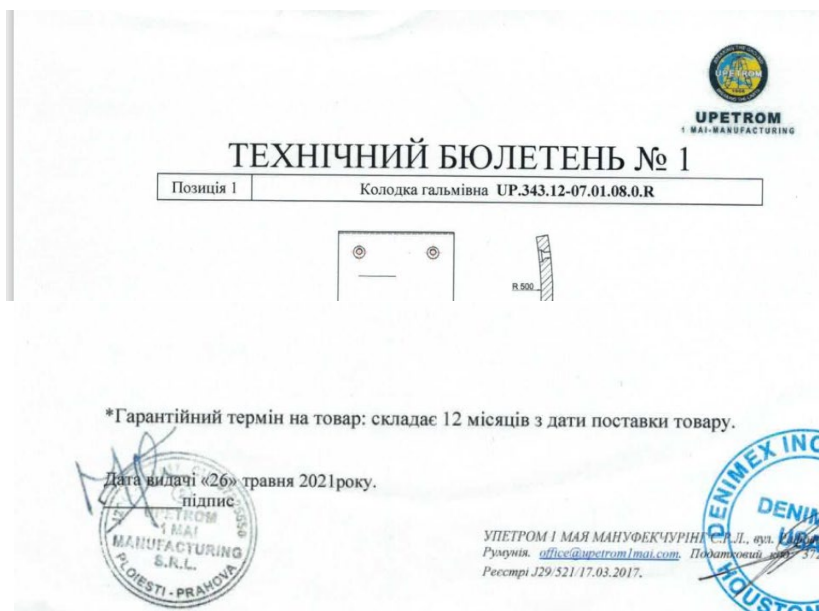 UPETROM
UPETROM
1 MAI-MANUFACTURING
ТЕХНІЧНИЙ БЮЛЕТЕНЬ № 1
Позиція 1 Колодка гальмівна UP.343.12-07.01.08.0.R
R 500
*Гарантійний термін на товар: складає 12 місяців з дати поставки товару.
Дата видачі «26» травня 2021року.
підпис
UPETROM
1 MAI
MANUFACTURING
S.R.L.
PLOIESTI - PRAHOVA
DENIMEX INC
HOUSTON
УПЕТРОМ 1 МАЯ МАНУФЕКЧУРІНГ С.Р.Л., вул.
Румунія. office@upetrom1mai.com. Податковий код:
Реєстрі J29/521/17.03.2017.